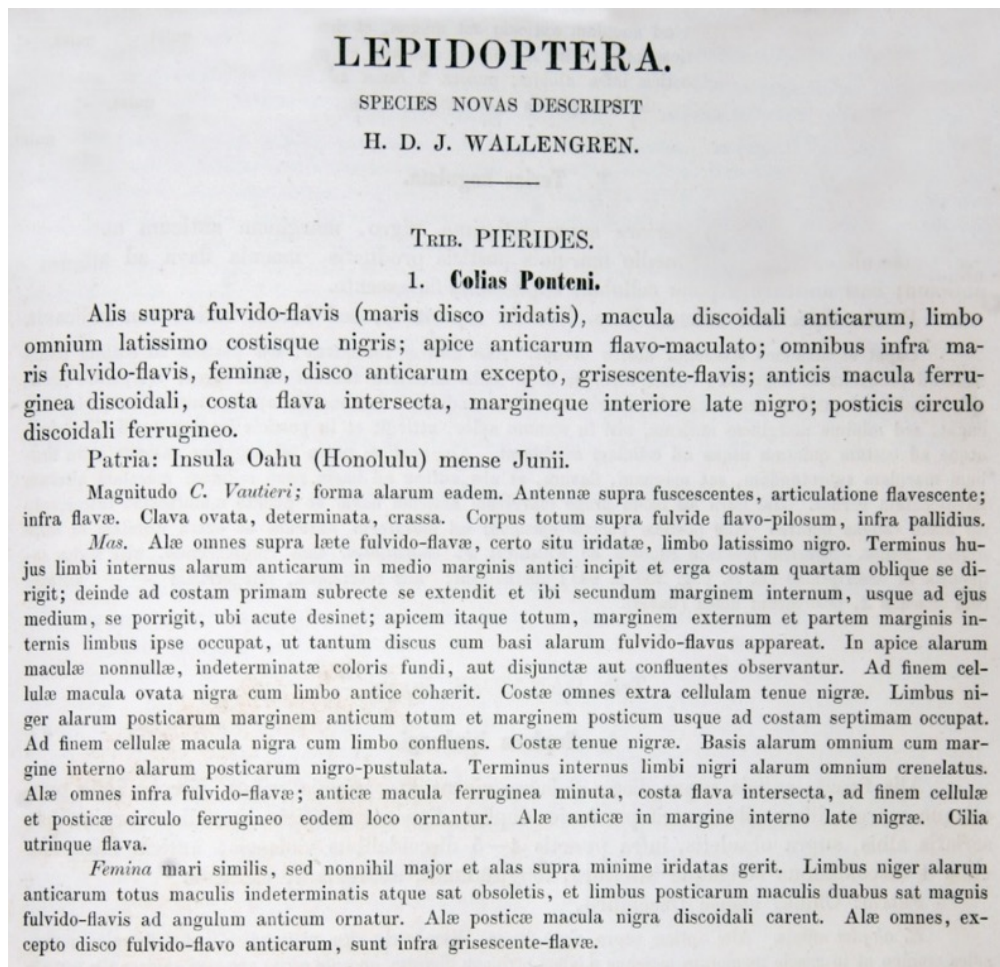 LEPIDOPTERA.
SPECIES NOVAS DESCRIPSIT
H. D. J. WALLENGREN.
TRIB. PIERIDES.
1. Colias Ponteni.
Alis supra fulvido-flavis (maris disco iridatis), macula discoidali anticarum, limbo
omnium latissimo costisque nigris; apice anticarum flavo-maculato; omnibus infra ma-
ris fulvido-flavis, feminæ, disco anticarum excepto, grisescente-flavis; anticis macula ferru-
ginea discoidali, costa flava intersecta, margineque interiore late nigro; posticis circulo
discoidali ferrugineo.
Patria: Insula Oahu (Honolulu) mense Junii.
Magnitudo C. Vautieri; forma alarum eadem. Antennæ supra fuscescentes, articulatione flavescente;
infra flavæ. Clava ovata, determinata, crassa. Corpus totum supra fulvide flavo-pilosum, infra pallidius.
Mas. Alæ omnes supra læte fulvido-flavæ, certo situ iridatæ, limbo latissimo nigro. Terminus hu-
jus limbi internus alarum anticarum in medio marginis antici incipit et erga costam quartam oblique se di-
rigit; deinde ad costam primam subrecte se extendit et ibi secundum marginem internum, usque ad ejus
medium, se porrigit, ubi acute desinet; apicem itaque totum, marginem externum et partem marginis in-
ternis limbus ipse occupat, ut tantum discus cum basi alarum fulvido-flavus appareat. In apice alarum
maculæ nonnullæ, indeterminatæ coloris fundi, aut disjunctæ aut confluentes observantur. Ad finem cel-
lulæ macula ovata nigra cum limbo antice cohærit. Costæ omnes extra cellulam tenue nigræ. Limbus ni-
ger alarum posticarum marginem anticum totum et marginem posticum usque ad costam septimam occupat.
Ad finem cellulæ macula nigra cum limbo confluens. Costæ tenue nigræ. Basis alarum omnium cum mar-
gine interno alarum posticarum nigro-pustulata. Terminus internus limbi nigri alarum omnium crenelatus.
Alæ omnes infra fulvido-flavæ; anticæ macula ferruginea minuta, costa flava intersecta, ad finem cellulæ
et posticæ circulo ferrugineo eodem loco ornantur. Alæ anticæ in margine interno late nigræ. Cilia
utrinque flava.
Femina mari similis, sed nonnihil major et alas supra minime iridatas gerit. Limbus niger alarum
anticarum totus maculis indeterminatis atque sat obsoletis, et limbus posticarum maculis duabus sat magnis
fulvido-flavis ad angulum anticum ornatur. Alæ posticæ macula nigra discoidali carent. Alæ omnes, ex-
cepto disco fulvido-flavo anticarum, sunt infra grisescente-flavæ.